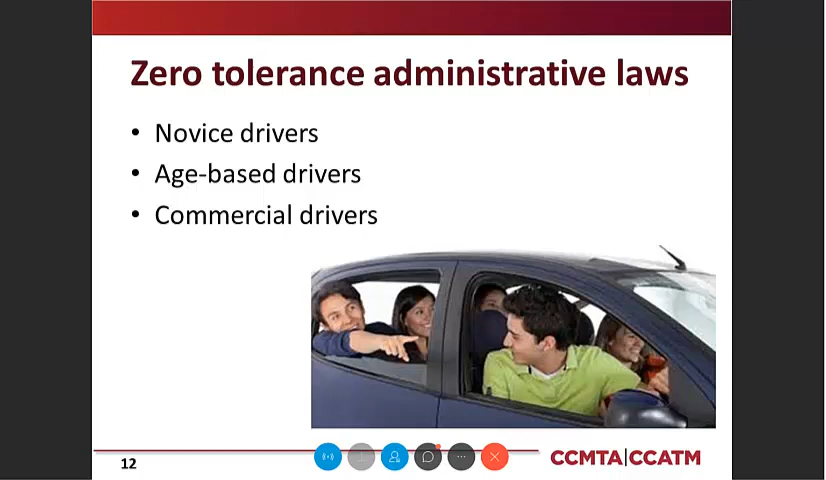 Zero tolerance administrative laws
• Novice drivers
• Age-based drivers
• Commercial drivers
12
CCMTA|CCATM